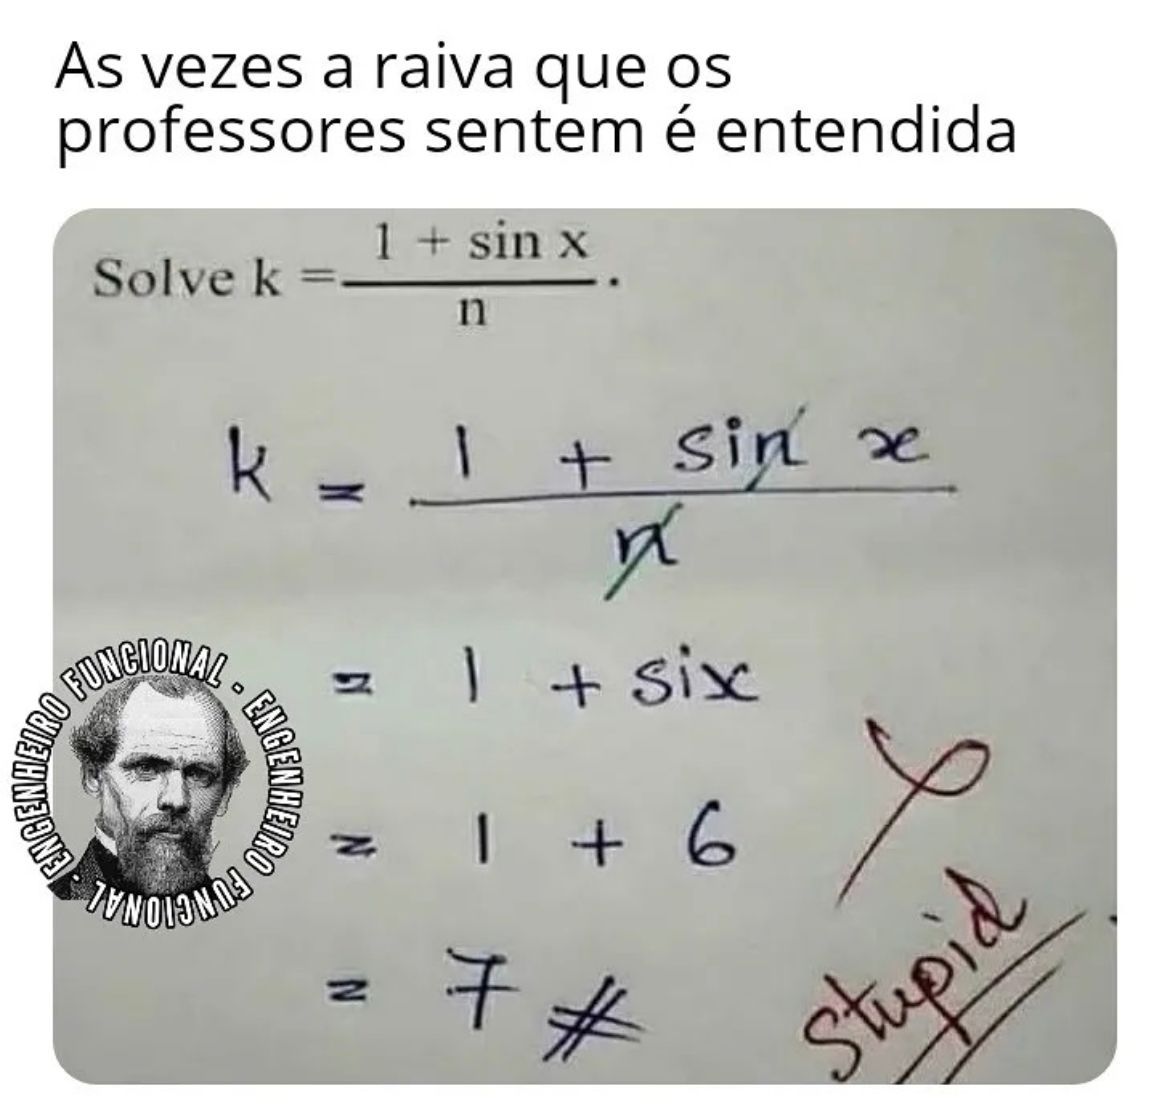 As vezes a raiva que os
professores sentem é entendida
1 + sin x
Solve k = ――― .
n
k = 1 + sin x
n
= 1 + six
= 1 + 6
= 7 #
Stupid
ENGENHEIRO FUNCIONAL . ENGENHEIRO FUNCIONAL .